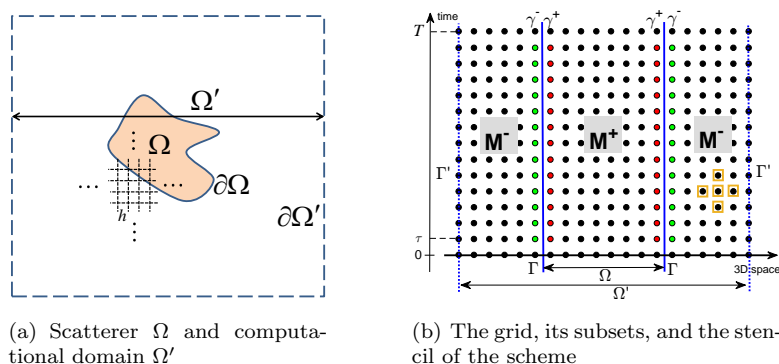 Ω′
Ω
∂Ω
... ...
h
∂Ω′
time
γ⁻ γ⁺ γ⁺ γ⁻
T
M⁻ M⁺ M⁻
Γ′ Γ′
τ
0
Γ Ω Γ 3D space
Ω′
(a) Scatterer Ω and computa-
tional domain Ω′
(b) The grid, its subsets, and the sten-
cil of the scheme